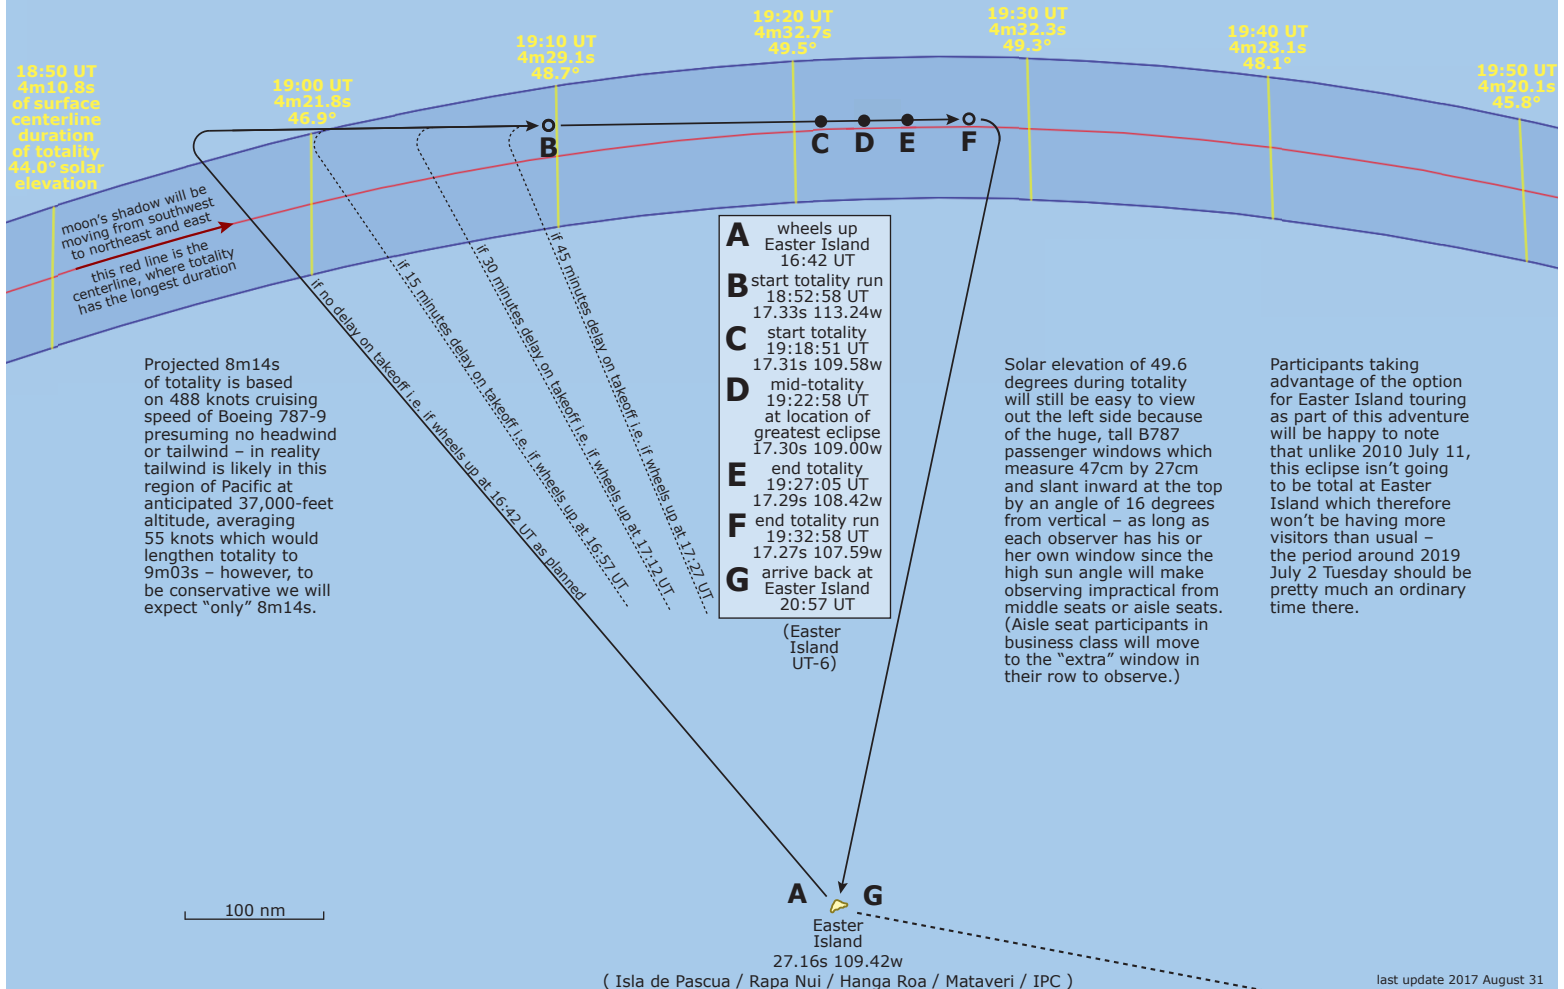 18:50 UT
4m10.8s
of surface
centerline
duration
of totality
44.0° solar
elevation
19:00 UT
4m21.8s
46.9°
19:10 UT
4m29.1s
48.7°
19:20 UT
4m32.7s
49.5°
19:30 UT
4m32.3s
49.3°
19:40 UT
4m28.1s
48.1°
19:50 UT
4m20.1s
45.8°
B
C
D
E
F
moon's shadow will be
moving from southwest
to northeast and east
this red line is the
centerline, where totality
has the longest duration
if no delay on takeoff i.e. if wheels up at 16:42 UT as planned
if 15 minutes delay on takeoff i.e. if wheels up at 16:57 UT
if 30 minutes delay on takeoff i.e. if wheels up at 17:12 UT
if 45 minutes delay on takeoff i.e. if wheels up at 17:27 UT
A wheels up
Easter Island
16:42 UT
B start totality run
18:52:58 UT
17.33s 113.24w
C start totality
19:18:51 UT
17.31s 109.58w
D mid-totality
19:22:58 UT
at location of
greatest eclipse
17.30s 109.00w
E end totality
19:27:05 UT
17.29s 108.42w
F end totality run
19:32:58 UT
17.27s 107.59w
G arrive back at
Easter Island
20:57 UT
(Easter
Island
UT-6)
Projected 8m14s
of totality is based
on 488 knots cruising
speed of Boeing 787-9
presuming no headwind
or tailwind – in reality
tailwind is likely in this
region of Pacific at
anticipated 37,000-feet
altitude, averaging
55 knots which would
lengthen totality to
9m03s – however, to
be conservative we will
expect “only” 8m14s.
Solar elevation of 49.6
degrees during totality
will still be easy to view
out the left side because
of the huge, tall B787
passenger windows which
measure 47cm by 27cm
and slant inward at the top
by an angle of 16 degrees
from vertical – as long as
each observer has his or
her own window since the
high sun angle will make
observing impractical from
middle seats or aisle seats.
(Aisle seat participants in
business class will move
to the “extra” window in
their row to observe.)
Participants taking
advantage of the option
for Easter Island touring
as part of this adventure
will be happy to note
that unlike 2010 July 11,
this eclipse isn’t going
to be total at Easter
Island which therefore
won’t be having more
visitors than usual –
the period around 2019
July 2 Tuesday should be
pretty much an ordinary
time there.
A
G
100 nm
Easter
Island
27.16s 109.42w
( Isla de Pascua / Rapa Nui / Hanga Roa / Mataveri / IPC )
last update 2017 August 31